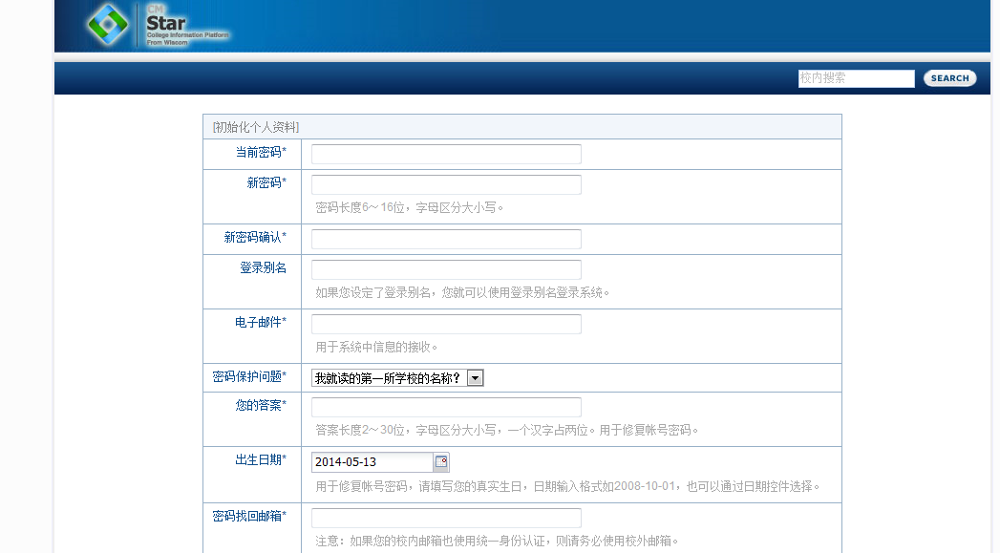 CM
Star
College Information Platform
From Wiscom
校内搜索
SEARCH
[初始化个人资料]
当前密码*
新密码*
密码长度6～16位，字母区分大小写。
新密码确认*
登录别名
如果您设定了登录别名，您就可以使用登录别名登录系统。
电子邮件*
用于系统中信息的接收。
密码保护问题*
我就读的第一所学校的名称?
您的答案*
答案长度2～30位，字母区分大小写，一个汉字占两位。用于修复帐号密码。
出生日期*
2014-05-13
用于修复帐号密码，请填写您的真实生日，日期输入格式如2008-10-01，也可以通过日期控件选择。
密码找回邮箱*
注意：如果您的校内邮箱也使用统一身份认证，则请务必使用校外邮箱。